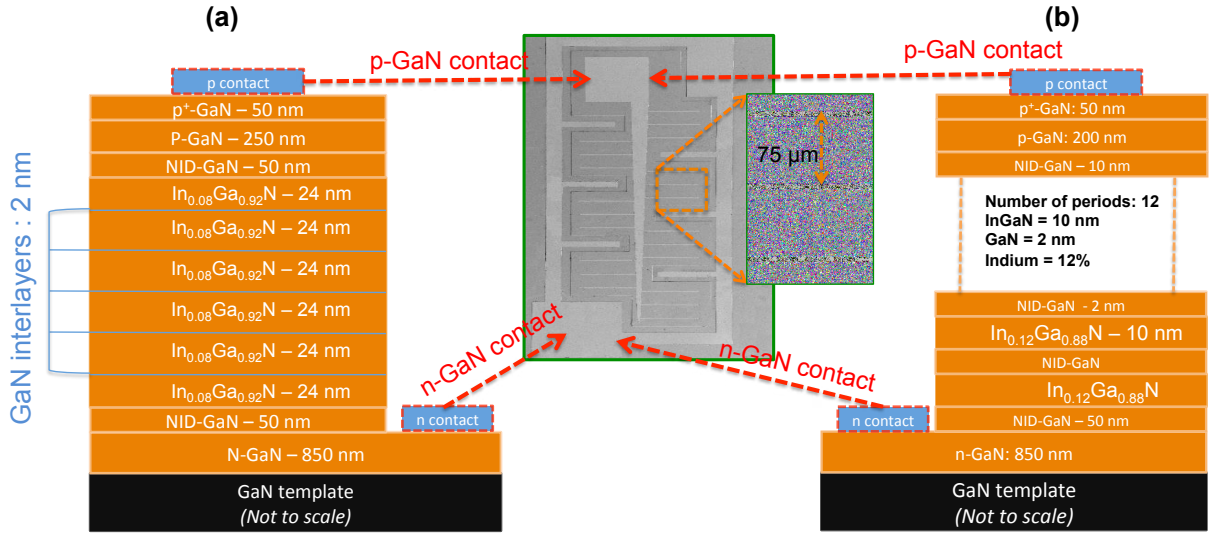 (a)
(b)
p-GaN contact
p-GaN contact
p contact
p contact
p⁺-GaN – 50 nm
P-GaN – 250 nm
NID-GaN – 50 nm
In₀.₀₈Ga₀.₉₂N – 24 nm
In₀.₀₈Ga₀.₉₂N – 24 nm
In₀.₀₈Ga₀.₉₂N – 24 nm
In₀.₀₈Ga₀.₉₂N – 24 nm
In₀.₀₈Ga₀.₉₂N – 24 nm
In₀.₀₈Ga₀.₉₂N – 24 nm
NID-GaN – 50 nm
N-GaN – 850 nm
GaN template
(Not to scale)
GaN interlayers : 2 nm
n contact
n-GaN contact
75 µm
n-GaN contact
n contact
p⁺-GaN: 50 nm
p-GaN: 200 nm
NID-GaN – 10 nm
Number of periods: 12
InGaN = 10 nm
GaN = 2 nm
Indium = 12%
NID-GaN - 2 nm
In₀.₁₂Ga₀.₈₈N – 10 nm
NID-GaN
In₀.₁₂Ga₀.₈₈N
NID-GaN – 50 nm
n-GaN: 850 nm
GaN template
(Not to scale)